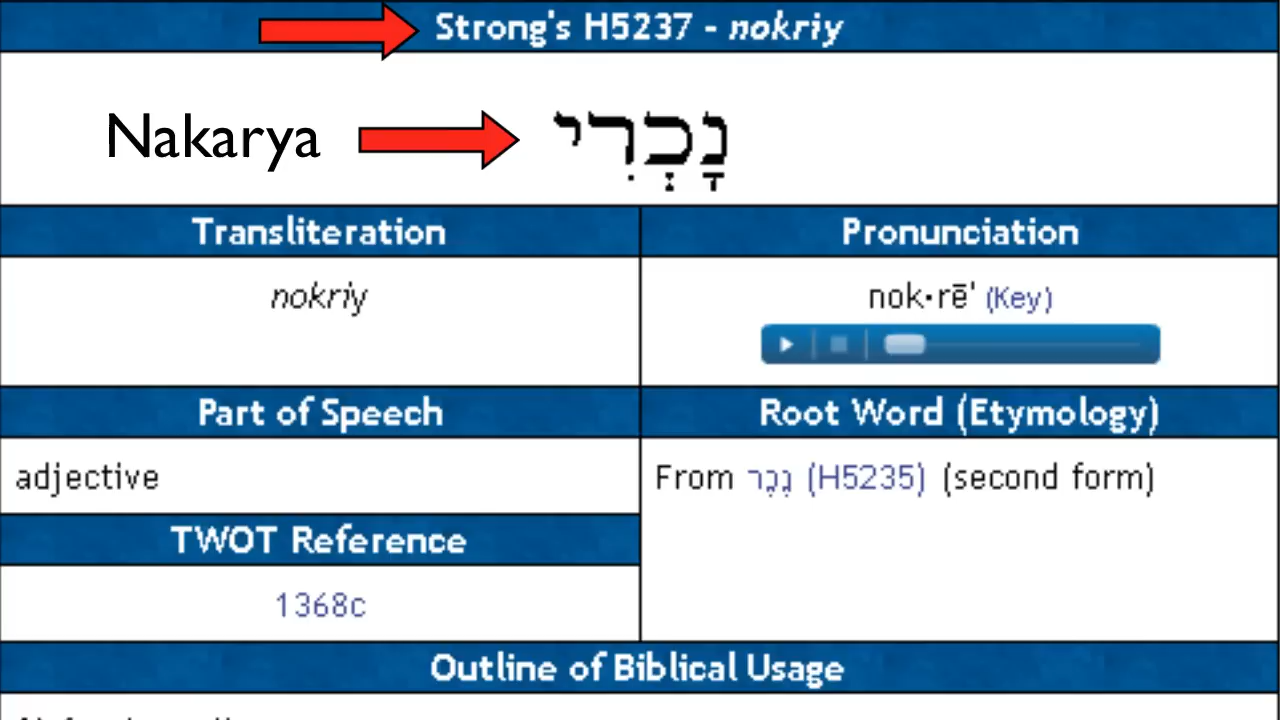 Strong's H5237 - nokriy
Nakarya נָכְרִי
Transliteration
Pronunciation
nokriy
nok·rē' (Key)
Part of Speech
Root Word (Etymology)
adjective
From נֵכָר (H5235) (second form)
TWOT Reference
1368c
Outline of Biblical Usage